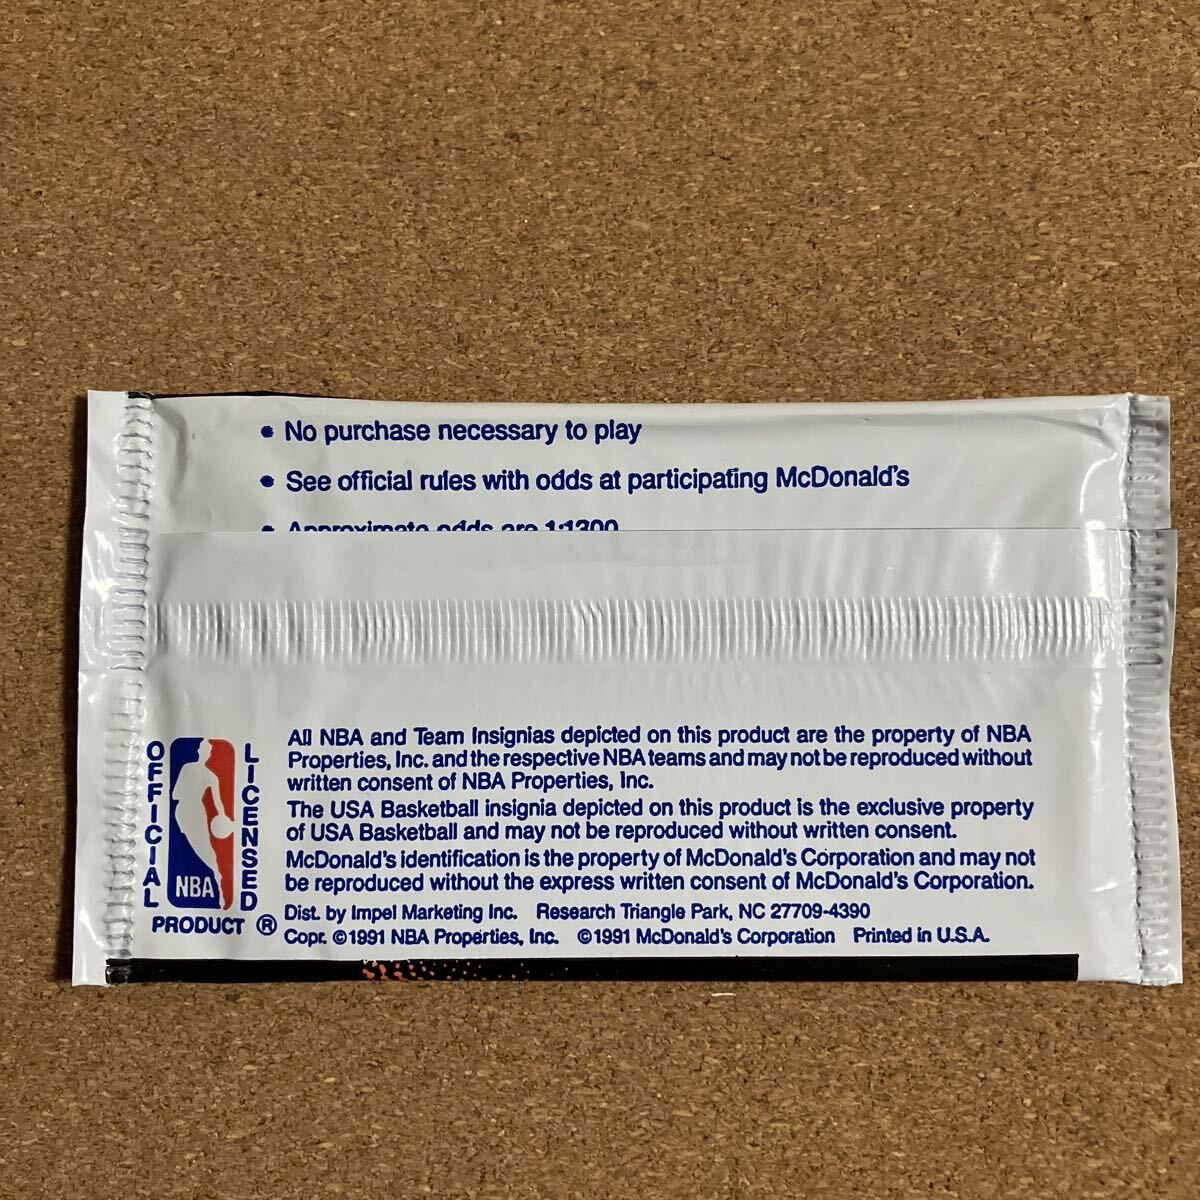 • No purchase necessary to play
• See official rules with odds at participating McDonald's
• Approximate odds are 1:1300
OFFICIAL
LICENSED
NBA
PRODUCT ®
All NBA and Team Insignias depicted on this product are the property of NBA
Properties, Inc. and the respective NBA teams and may not be reproduced without
written consent of NBA Properties, Inc.
The USA Basketball insignia depicted on this product is the exclusive property
of USA Basketball and may not be reproduced without written consent.
McDonald's identification is the property of McDonald's Corporation and may not
be reproduced without the express written consent of McDonald's Corporation.
Dist. by Impel Marketing Inc. Research Triangle Park, NC 27709-4390
Copr. ©1991 NBA Properties, Inc. ©1991 McDonald's Corporation Printed in U.S.A.